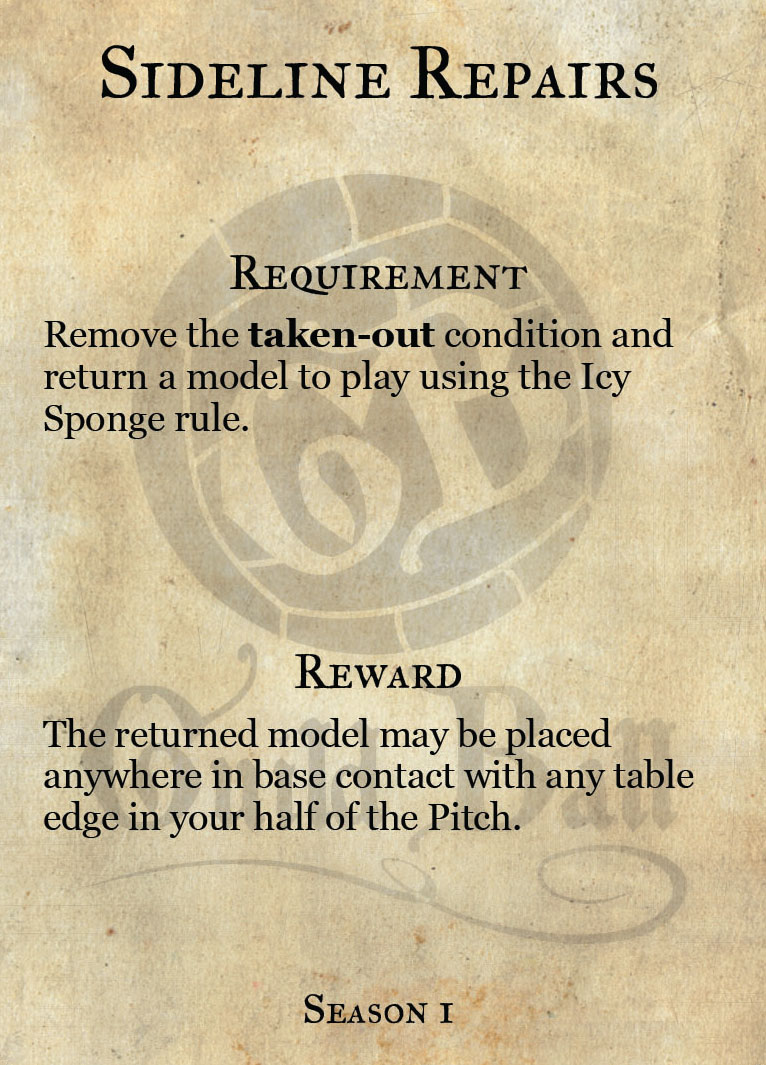 Sideline Repairs
Requirement
Remove the taken-out condition and
return a model to play using the Icy
Sponge rule.
Reward
The returned model may be placed
anywhere in base contact with any table
edge in your half of the Pitch.
Season 1